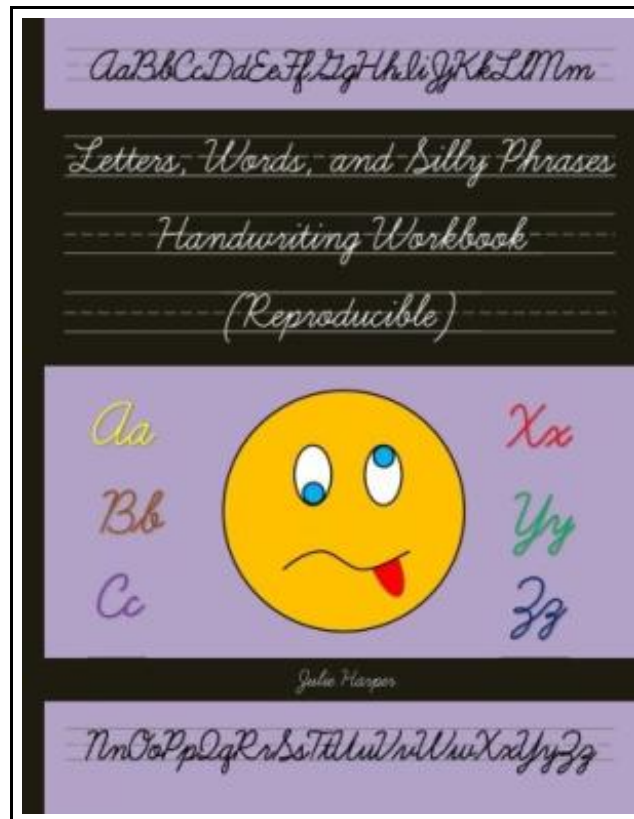 AaBbCcDdEeFfGgHhIiJjKkLlMm
Letters, Words, and Silly Phrases
Handwriting Workbook
(Reproducible)
Aa
Xx
Bb
Yy
Cc
Zz
Julie Harper
NnOoPpQqRrSsTtUuVvWwXxYyZz